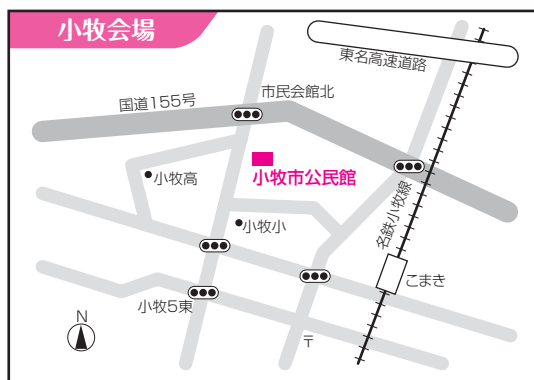 小牧会場
東名高速道路
市民会館北
国道155号
小牧市公民館
小牧高
小牧小
名鉄小牧線
こまき
小牧5東
〒
N